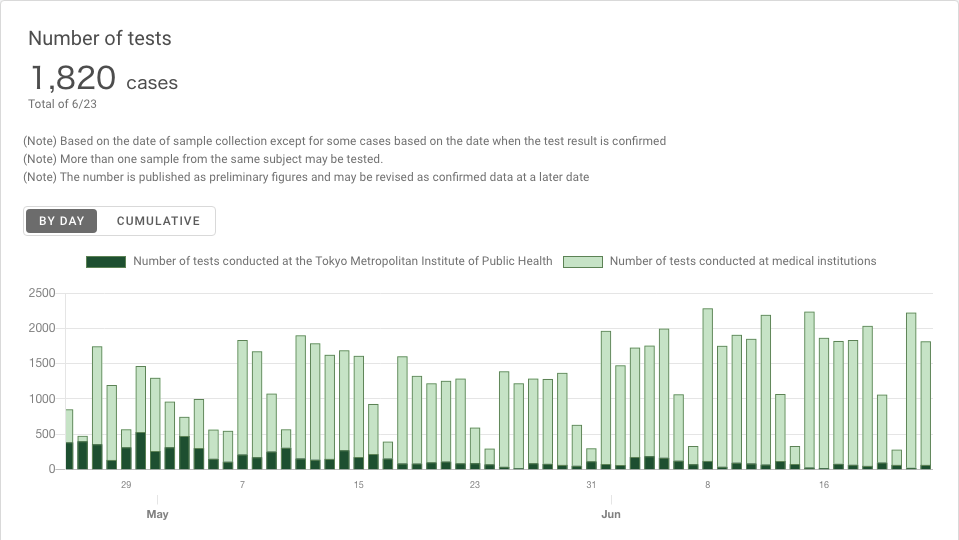 Number of tests
1,820 cases
Total of 6/23
(Note) Based on the date of sample collection except for some cases based on the date when the test result is confirmed
(Note) More than one sample from the same subject may be tested.
(Note) The number is published as preliminary figures and may be revised as confirmed data at a later date
BY DAY CUMULATIVE
Number of tests conducted at the Tokyo Metropolitan Institute of Public Health Number of tests conducted at medical institutions
2500
2000
1500
1000
500
0
29 7 15 23 31 8 16
May Jun